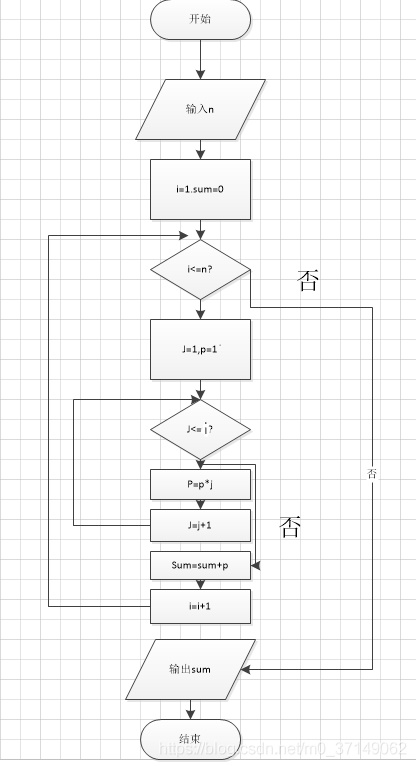 开始
输入n
i=1.sum=0
i<=n?
否
J=1,p=1`
J<= i?
否
P=p*j
J=j+1
否
Sum=sum+p
i=i+1
输出sum
结束
https://blog.csdn.net/m0_37149062